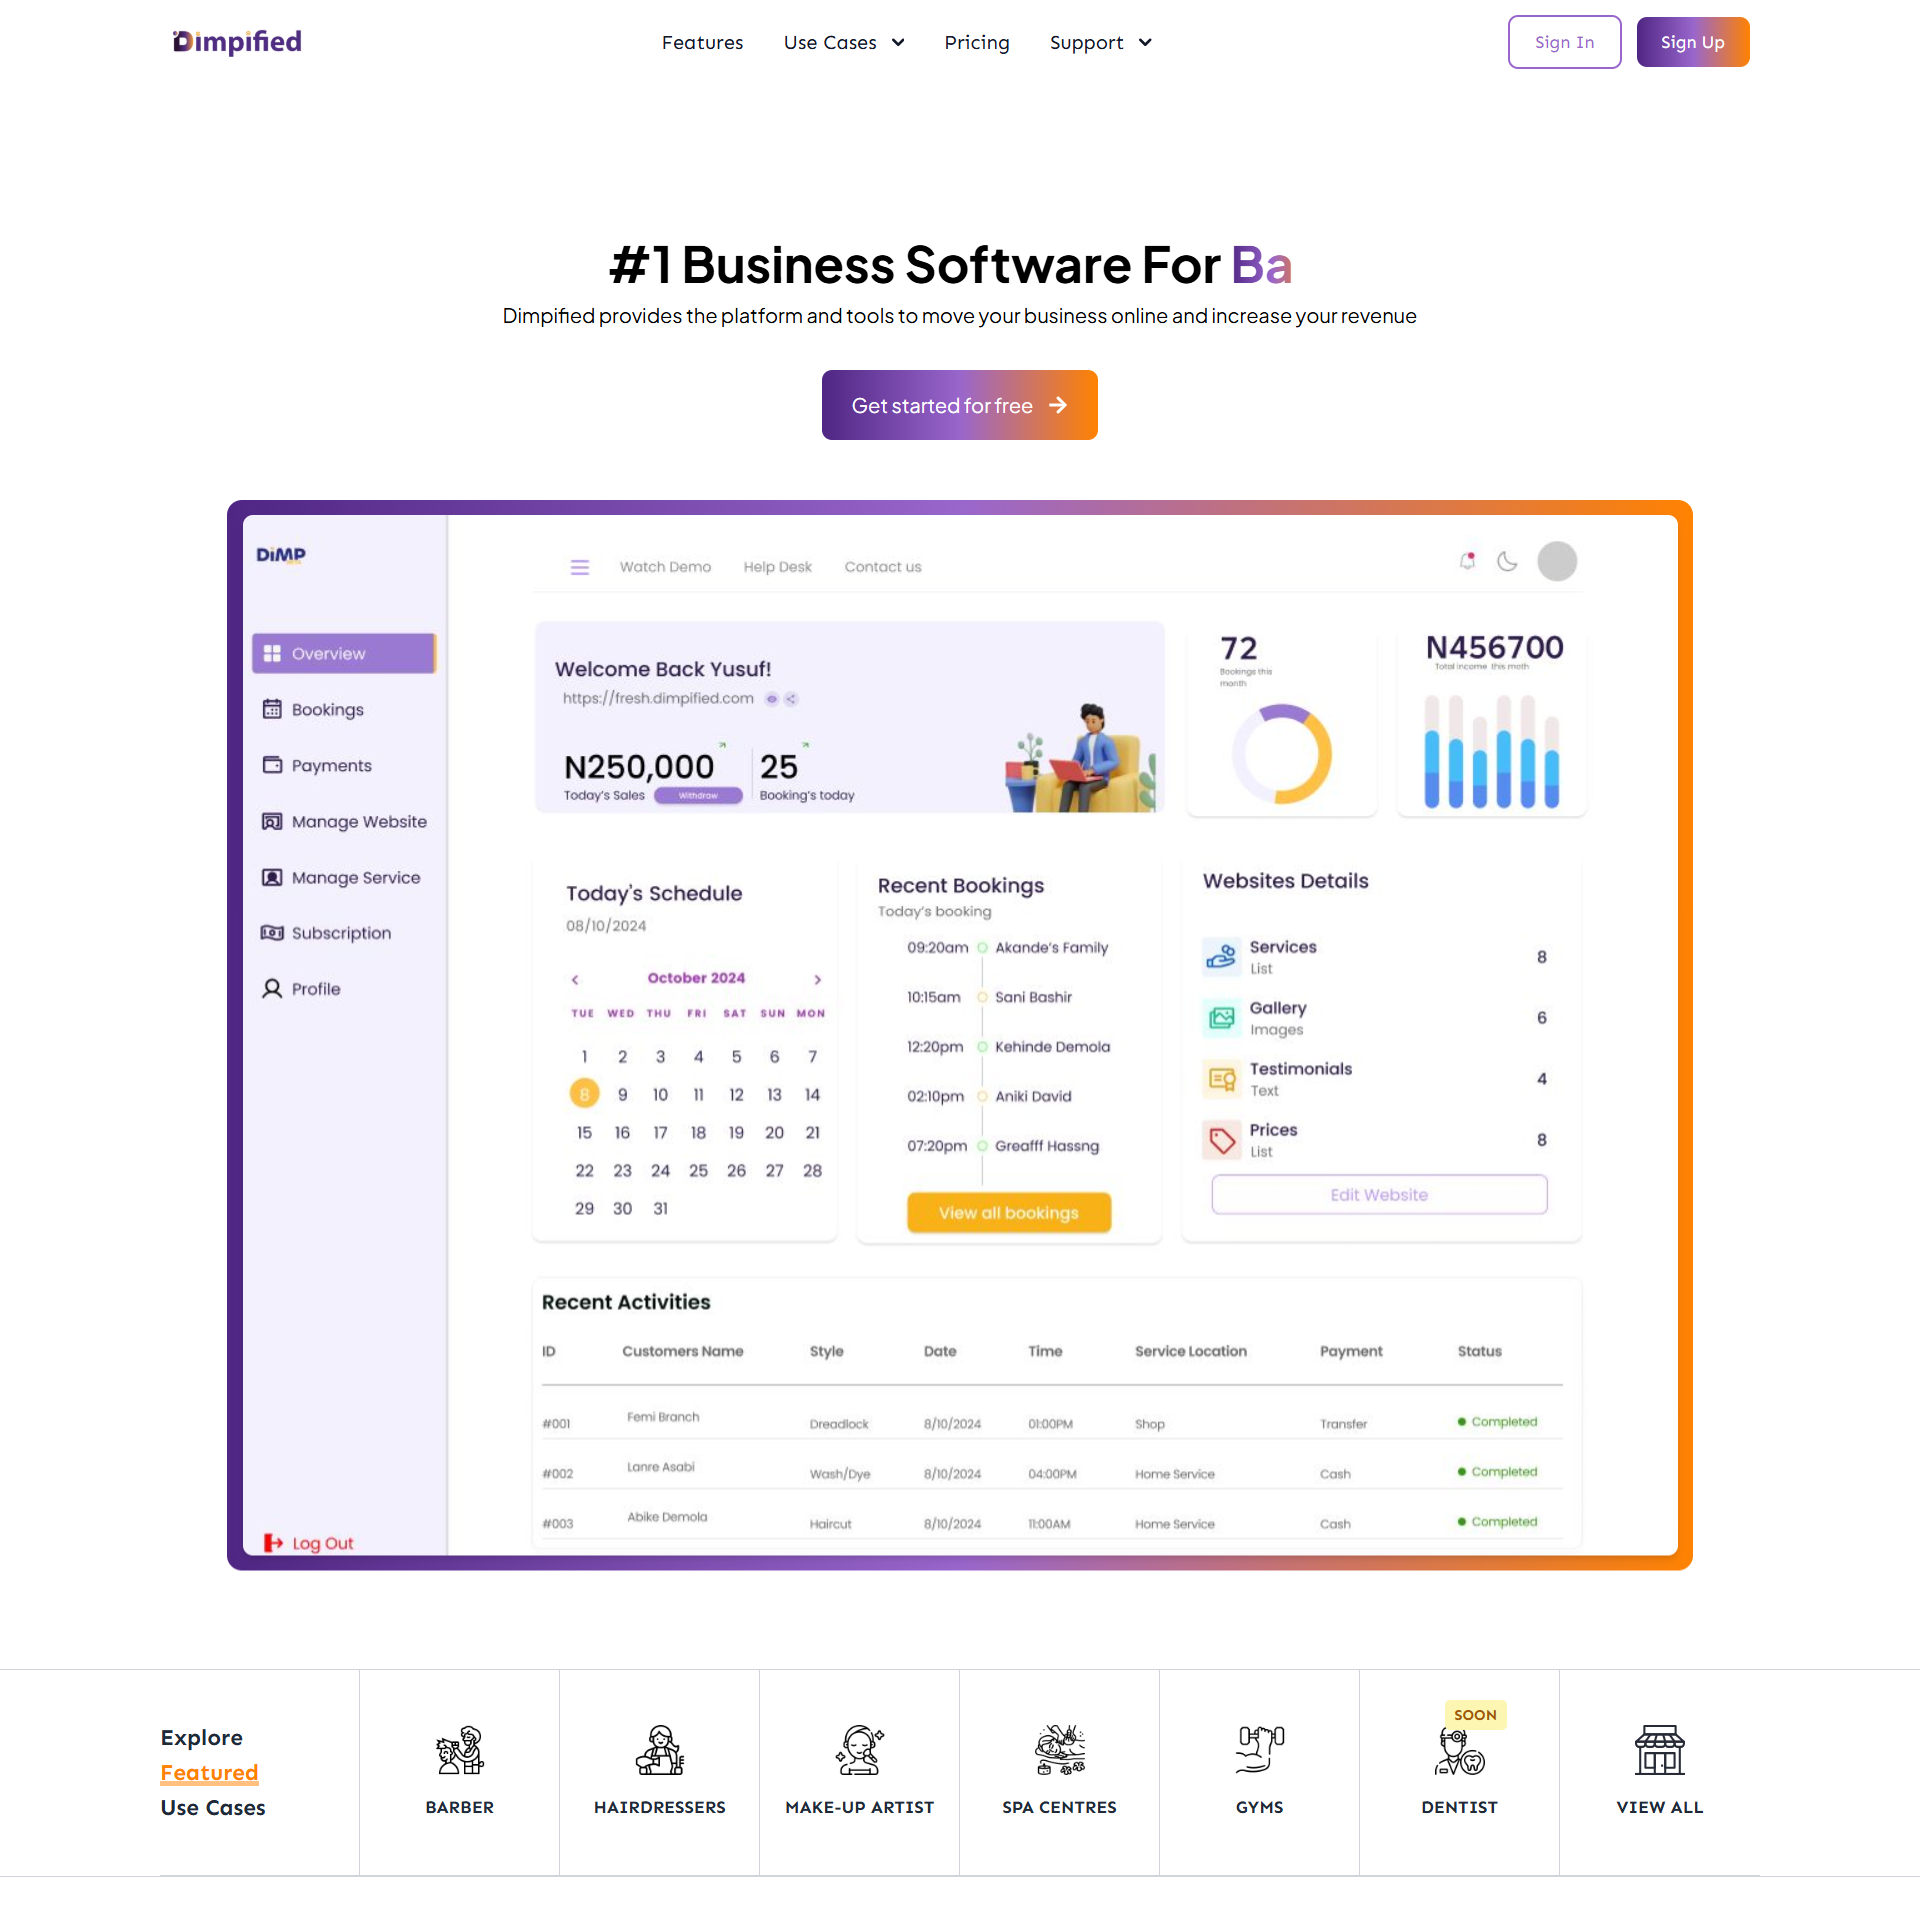 Dimpified
Features
Use Cases
Pricing
Support
Sign In
Sign Up
#1 Business Software For Ba
Dimpified provides the platform and tools to move your business online and increase your revenue
Get started for free
DiMP
Watch Demo
Help Desk
Contact us
Overview
Bookings
Payments
Manage Website
Manage Service
Subscription
Profile
Log Out
Welcome Back Yusuf!
https://fresh.dimpified.com
N250,000
Today's Sales
Withdraw
25
Booking's today
72
Bookings this
month
N456700
Total income this moth
Today's Schedule
08/10/2024
October 2024
TUE WED THU FRI SAT SUN MON
1 2 3 4 5 6 7
8 9 10 11 12 13 14
15 16 17 18 19 20 21
22 23 24 25 26 27 28
29 30 31
Recent Bookings
Today's booking
09:20am Akande's Family
10:15am Sani Bashir
12:20pm Kehinde Demola
02:10pm Aniki David
07:20pm Greafff Hassng
View all bookings
Websites Details
Services
List
8
Gallery
Images
6
Testimonials
Text
4
Prices
List
8
Edit Website
Recent Activities
ID Customers Name Style Date Time Service Location Payment Status
#001 Femi Branch Dreadlock 8/10/2024 01:00PM Shop Transfer Completed
#002 Lanre Asabi Wash/Dye 8/10/2024 04:00PM Home Service Cash Completed
#003 Abike Demola Haircut 8/10/2024 11:00AM Home Service Cash Completed
Explore
Featured
Use Cases
BARBER
HAIRDRESSERS
MAKE-UP ARTIST
SPA CENTRES
GYMS
SOON
DENTIST
VIEW ALL